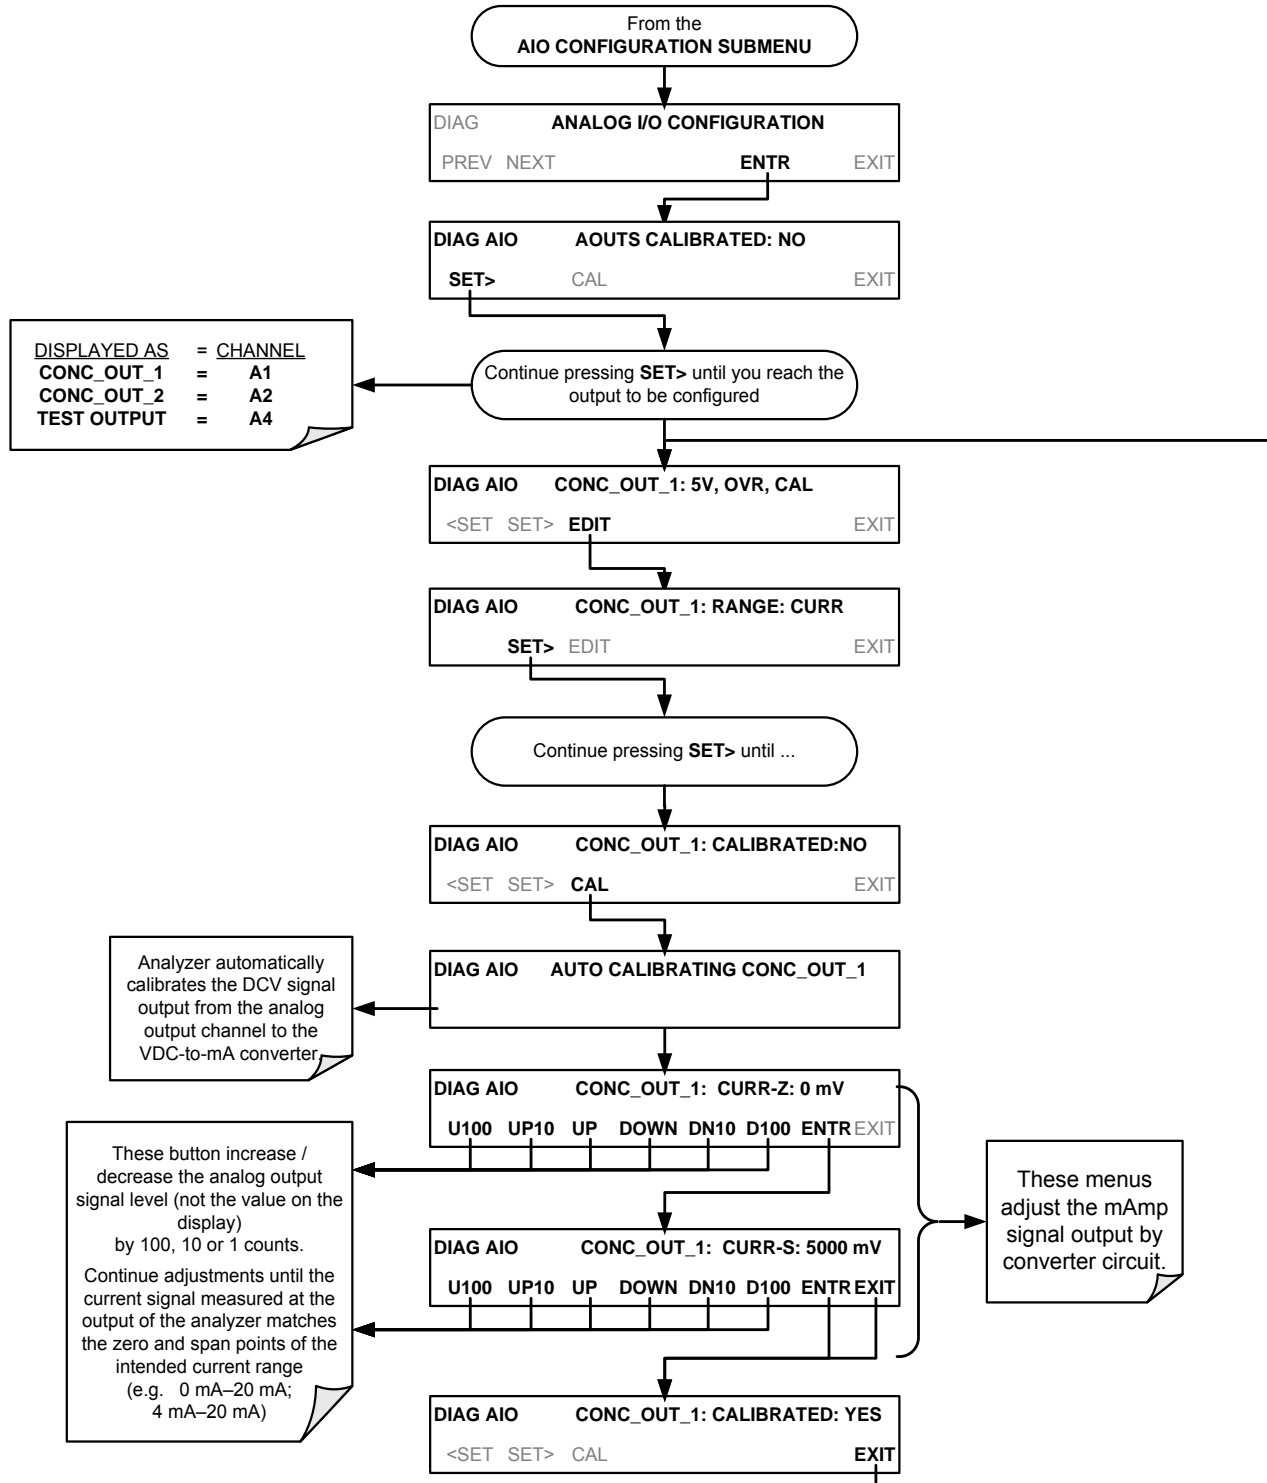 From the
AIO CONFIGURATION SUBMENU
DIAG ANALOG I/O CONFIGURATION
PREV NEXT ENTR EXIT
DIAG AIO AOUTS CALIBRATED: NO
SET> CAL EXIT
DISPLAYED AS = CHANNEL
CONC_OUT_1 = A1
CONC_OUT_2 = A2
TEST OUTPUT = A4
Continue pressing SET> until you reach the
output to be configured
DIAG AIO CONC_OUT_1: 5V, OVR, CAL
<SET SET> EDIT EXIT
DIAG AIO CONC_OUT_1: RANGE: CURR
SET> EDIT EXIT
Continue pressing SET> until ...
DIAG AIO CONC_OUT_1: CALIBRATED:NO
<SET SET> CAL EXIT
Analyzer automatically
calibrates the DCV signal
output from the analog
output channel to the
VDC-to-mA converter.
DIAG AIO AUTO CALIBRATING CONC_OUT_1
DIAG AIO CONC_OUT_1: CURR-Z: 0 mV
U100 UP10 UP DOWN DN10 D100 ENTR EXIT
These button increase /
decrease the analog output
signal level (not the value on the
display)
by 100, 10 or 1 counts.
Continue adjustments until the
current signal measured at the
output of the analyzer matches
the zero and span points of the
intended current range
(e.g. 0 mA–20 mA;
4 mA–20 mA)
These menus
adjust the mAmp
signal output by
converter circuit.
DIAG AIO CONC_OUT_1: CURR-S: 5000 mV
U100 UP10 UP DOWN DN10 D100 ENTR EXIT
DIAG AIO CONC_OUT_1: CALIBRATED: YES
<SET SET> CAL EXIT